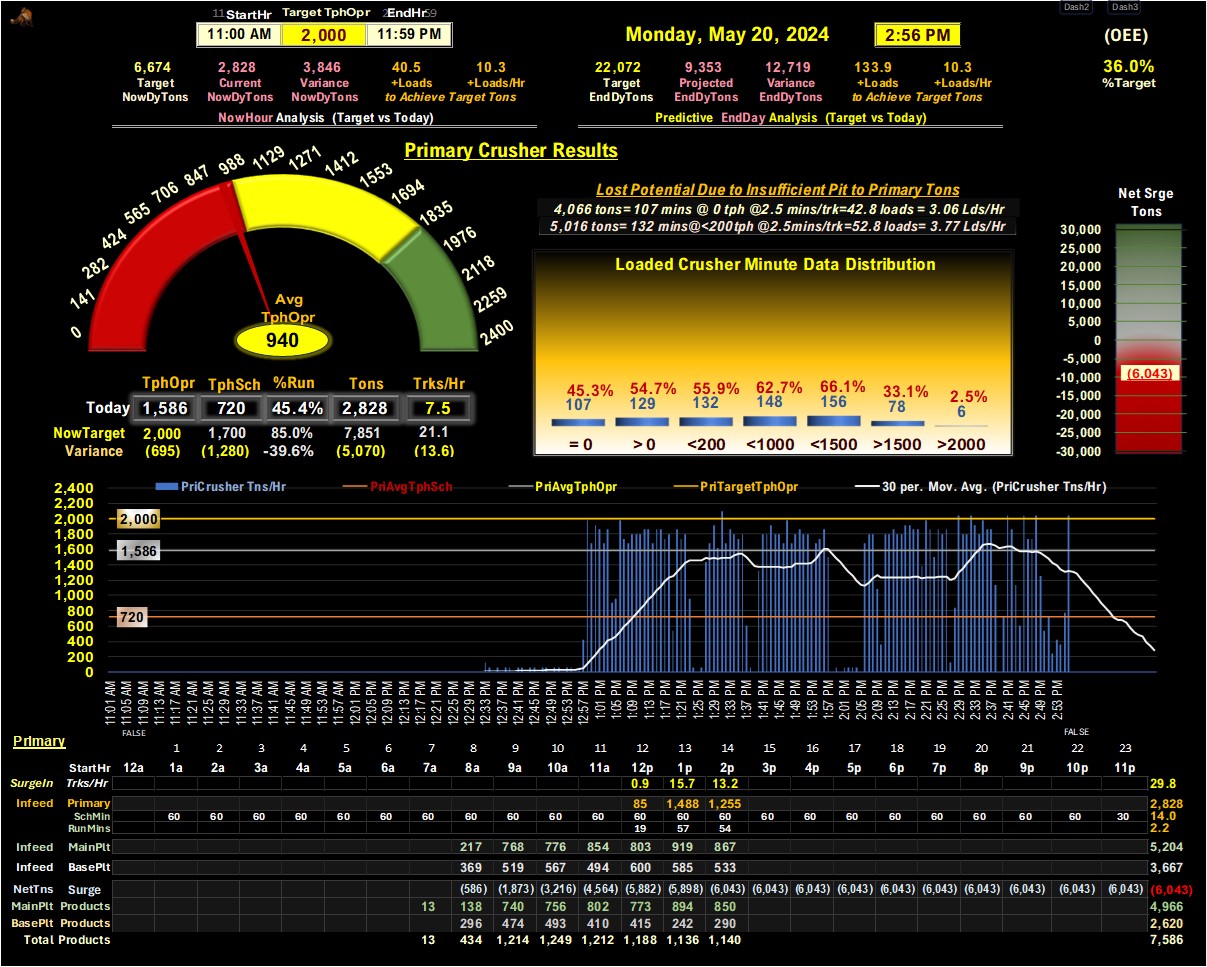 Dash2 Dash3
11 StartHr Target TphOpr EndHr 59
11:00 AM 2,000 11:59 PM
Monday, May 20, 2024 2:56 PM
(OEE)
36.0%
%Target
6,674 2,828 3,846 40.5 10.3
Target Current Variance +Loads +Loads/Hr
NowDyTons NowDyTons NowDyTons to Achieve Target Tons
NowHour Analysis (Target vs Today)
22,072 9,353 12,719 133.9 10.3
Target Projected Variance +Loads +Loads/Hr
EndDyTons EndDyTons EndDyTons to Achieve Target Tons
Predictive EndDay Analysis (Target vs Today)
Primary Crusher Results
0 141 282 424 565 706 847 988 1129 1271 1412 1553 1694 1835 1976 2118 2259 2400
Avg
TphOpr
940
Lost Potential Due to Insufficient Pit to Primary Tons
4,066 tons= 107 mins @ 0 tph @2.5 mins/trk=42.8 loads = 3.06 Lds/Hr
5,016 tons= 132 mins@<200tph @2.5mins/trk=52.8 loads= 3.77 Lds/Hr
Loaded Crusher Minute Data Distribution
45.3% 54.7% 55.9% 62.7% 66.1% 33.1% 2.5%
107 129 132 148 156 78 6
= 0 > 0 <200 <1000 <1500 >1500 >2000
Net Srge
Tons
30,000
25,000
20,000
15,000
10,000
5,000
0
-5,000
(6,043)
-10,000
-15,000
-20,000
-25,000
-30,000
TphOpr TphSch %Run Tons Trks/Hr
Today 1,586 720 45.4% 2,828 7.5
NowTarget 2,000 1,700 85.0% 7,851 21.1
Variance (695) (1,280) -39.6% (5,070) (13.6)
PriCrusher Tns/Hr PriAvgTphSch PriAvgTphOpr PriTargetTphOpr 30 per. Mov. Avg. (PriCrusher Tns/Hr)
2,400
2,200
2,000
1,800
1,600
1,400
1,200
1,000
800
600
400
200
0
2,000
1,586
720
11:01 AM 11:05 AM 11:09 AM 11:13 AM 11:17 AM 11:21 AM 11:25 AM 11:29 AM 11:33 AM 11:37 AM 11:41 AM 11:45 AM 11:49 AM 11:53 AM 11:57 AM 12:01 PM 12:05 PM 12:09 PM 12:13 PM 12:17 PM 12:21 PM 12:25 PM 12:29 PM 12:33 PM 12:37 PM 12:41 PM 12:45 PM 12:49 PM 12:53 PM 12:57 PM 1:01 PM 1:05 PM 1:09 PM 1:13 PM 1:17 PM 1:21 PM 1:25 PM 1:29 PM 1:33 PM 1:37 PM 1:41 PM 1:45 PM 1:49 PM 1:53 PM 1:57 PM 2:01 PM 2:05 PM 2:09 PM 2:13 PM 2:17 PM 2:21 PM 2:25 PM 2:29 PM 2:33 PM 2:37 PM 2:41 PM 2:45 PM 2:49 PM 2:53 PM
FALSE FALSE
Primary
1 2 3 4 5 6 7 8 9 10 11 12 13 14 15 16 17 18 19 20 21 22 23
StartHr 12a 1a 2a 3a 4a 5a 6a 7a 8a 9a 10a 11a 12p 1p 2p 3p 4p 5p 6p 7p 8p 9p 10p 11p
SurgeIn Trks/Hr 0.9 15.7 13.2 29.8
Infeed Primary 85 1,488 1,255 2,828
SchMin 60 60 60 60 60 60 60 60 60 60 60 60 60 60 60 60 60 60 60 60 60 60 30 14.0
RunMins 19 57 54 2.2
Infeed MainPlt 217 768 776 854 803 919 867 5,204
Infeed BasePlt 369 519 567 494 600 585 533 3,667
NetTns Surge (586) (1,873) (3,216) (4,564) (5,882) (5,898) (6,043) (6,043) (6,043) (6,043) (6,043) (6,043) (6,043) (6,043) (6,043) (6,043) (6,043)
MainPlt Products 13 138 740 756 802 773 894 850 4,966
BasePlt Products 296 474 493 410 415 242 290 2,620
Total Products 13 434 1,214 1,249 1,212 1,188 1,136 1,140 7,586